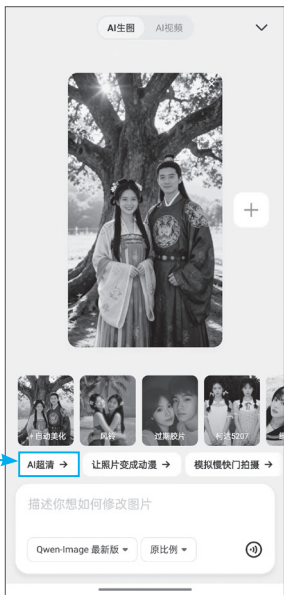 AI生图 AI视频
+自动美化 风铃 过期胶片 柯达5207
AI超清 → 让照片变成动漫 → 模拟慢快门拍摄 →
描述你想如何修改图片
Qwen-Image 最新版 原比例